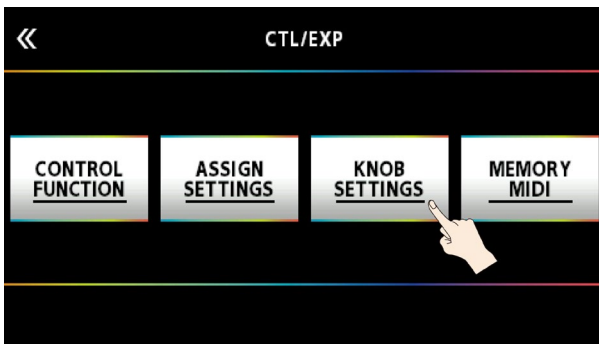 CTL/EXP
CONTROL
FUNCTION
ASSIGN
SETTINGS
KNOB
SETTINGS
MEMORY
MIDI